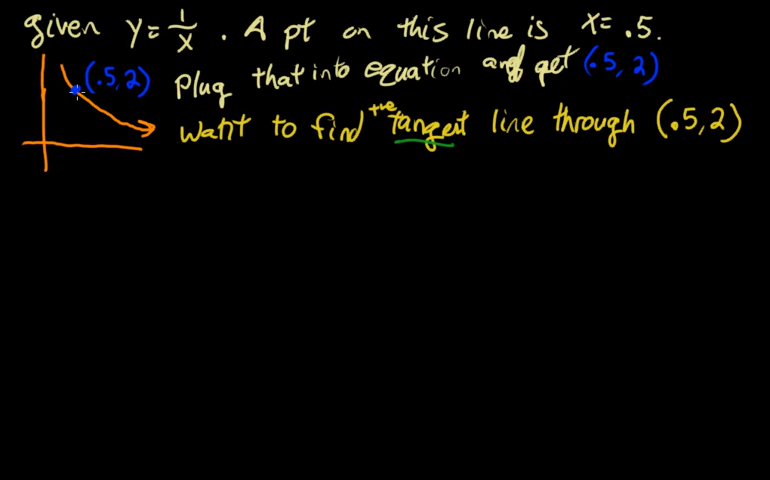 given y = 1/x . A pt on this line is x = .5.
(.5, 2) plug that into equation and get (.5, 2)
want to find the tangent line through (.5, 2)